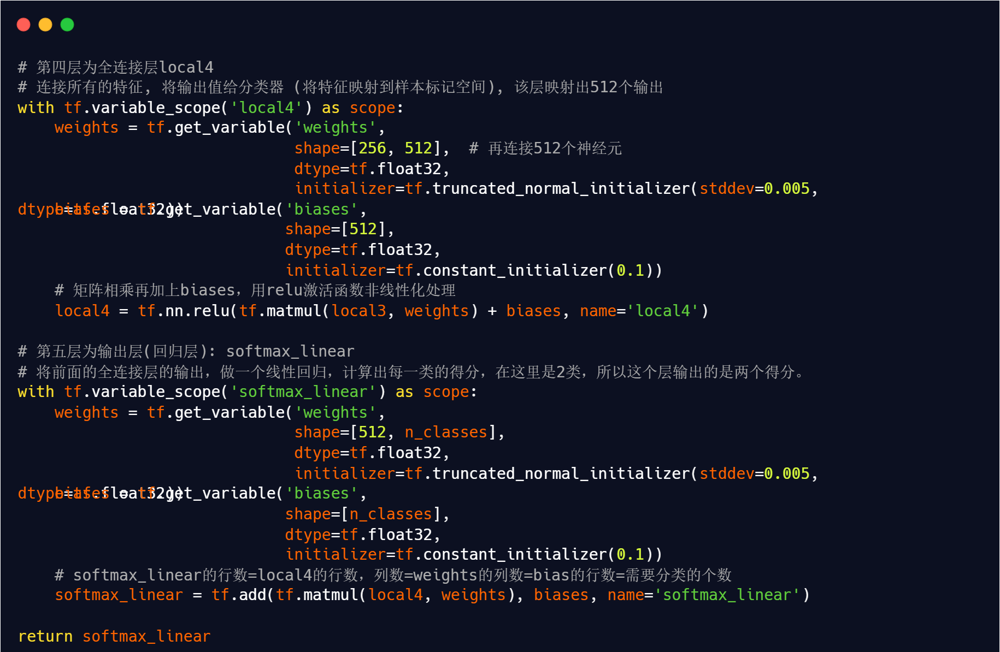 # 第四层为全连接层local4
# 连接所有的特征, 将输出值给分类器 (将特征映射到样本标记空间), 该层映射出512个输出
with tf.variable_scope('local4') as scope:
    weights = tf.get_variable('weights',
                              shape=[256, 512],  # 再连接512个神经元
                              dtype=tf.float32,
                              initializer=tf.truncated_normal_initializer(stddev=0.005,
dtype=tf.float32))
    biases = tf.get_variable('biases',
                             shape=[512],
                             dtype=tf.float32,
                             initializer=tf.constant_initializer(0.1))
    # 矩阵相乘再加上biases，用relu激活函数非线性化处理
    local4 = tf.nn.relu(tf.matmul(local3, weights) + biases, name='local4')
# 第五层为输出层(回归层): softmax_linear
# 将前面的全连接层的输出，做一个线性回归，计算出每一类的得分，在这里是2类，所以这个层输出的是两个得分。
with tf.variable_scope('softmax_linear') as scope:
    weights = tf.get_variable('weights',
                              shape=[512, n_classes],
                              dtype=tf.float32,
                              initializer=tf.truncated_normal_initializer(stddev=0.005,
dtype=tf.float32))
    biases = tf.get_variable('biases',
                             shape=[n_classes],
                             dtype=tf.float32,
                             initializer=tf.constant_initializer(0.1))
    # softmax_linear的行数=local4的行数，列数=weights的列数=bias的行数=需要分类的个数
    softmax_linear = tf.add(tf.matmul(local4, weights), biases, name='softmax_linear')
return softmax_linear